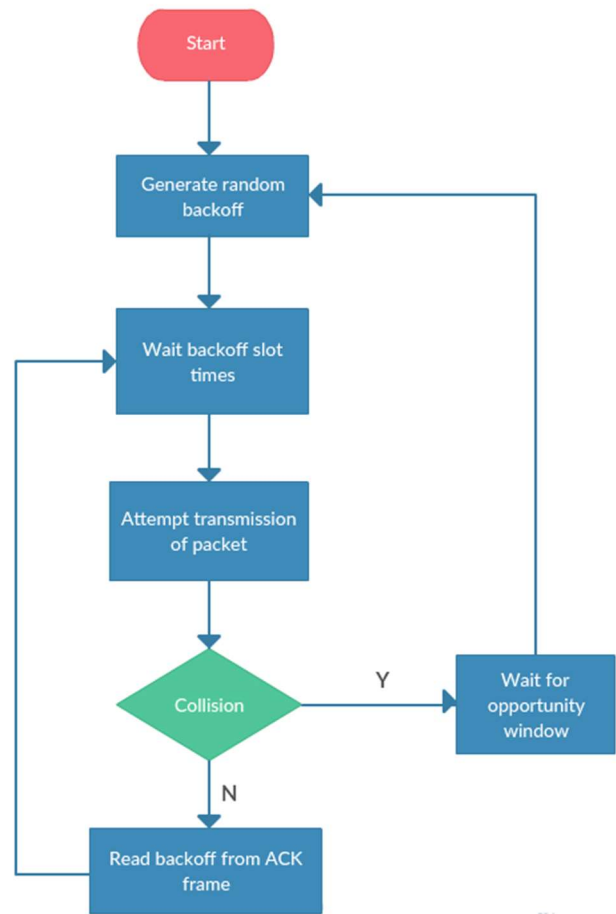 Start
Generate random
backoff
Wait backoff slot
times
Attempt transmission
of packet
Collision
Y
Wait for
opportunity
window
N
Read backoff from ACK
frame